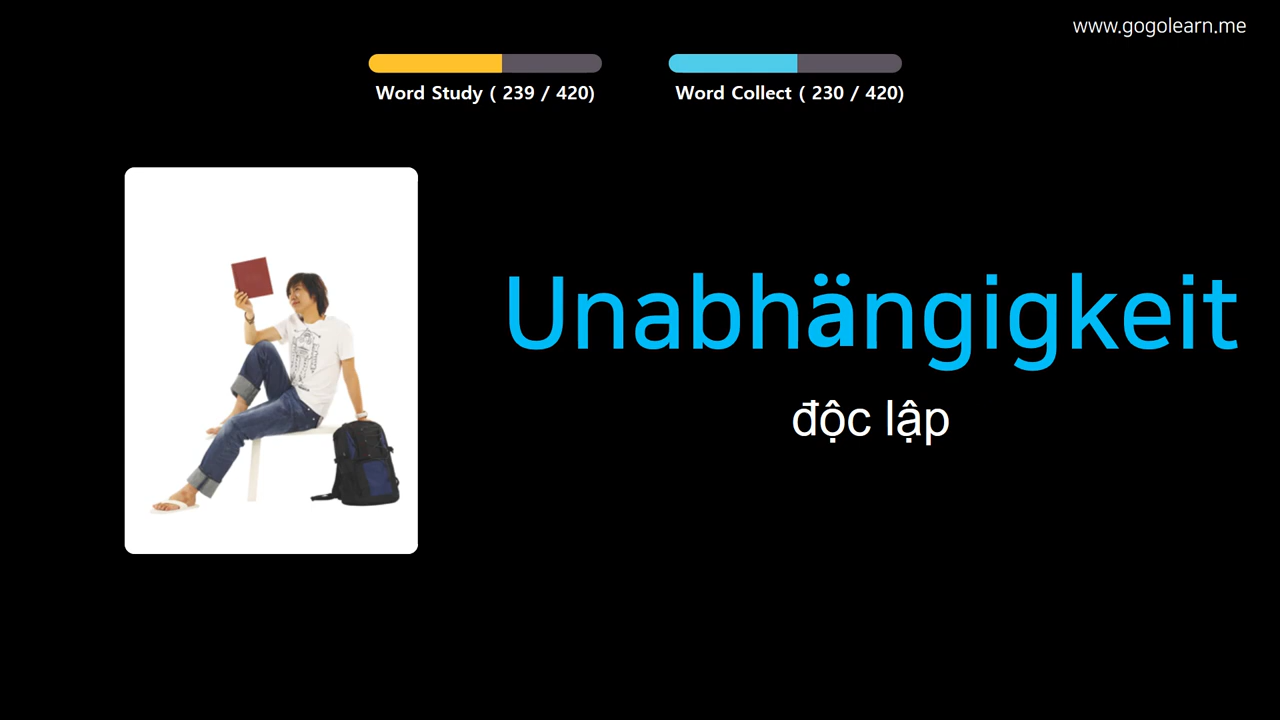 www.gogolearn.me
Word Study ( 239 / 420)
Word Collect ( 230 / 420)
Unabhängigkeit
độc lập